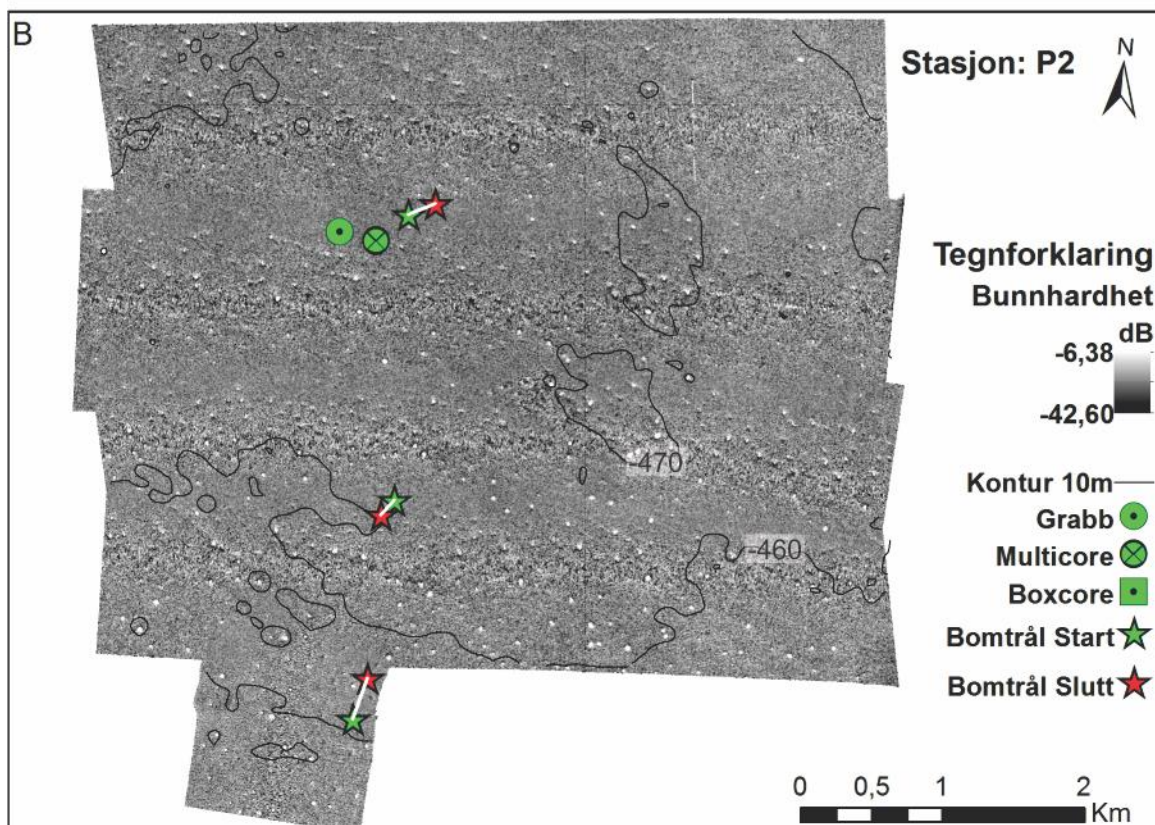 B
Stasjon: P2
N
Tegnforklaring
Bunnhardhet
dB
-6,38
-42,60
Kontur 10m
Grabb
Multicore
Boxcore
Bomtrål Start
Bomtrål Slutt
-470
-460
0 0,5 1 2
Km